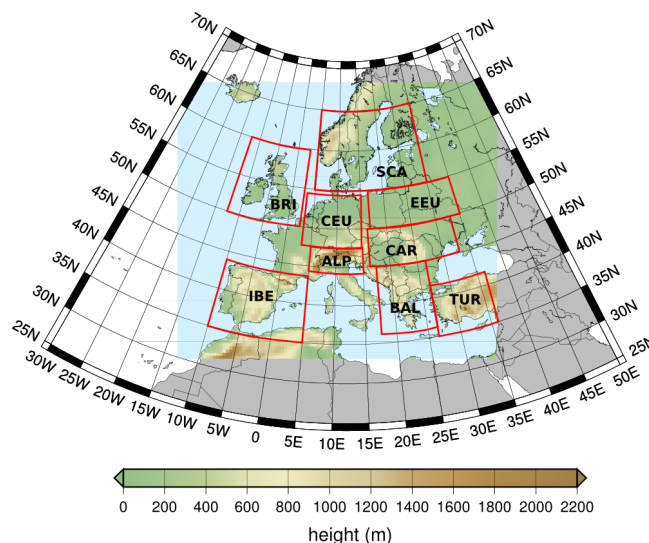 70N
70N
65N
65N
60N
60N
55N
55N
50N
50N
45N
45N
40N
40N
35N
35N
30N
30N
25N
25N
30W
25W
20W
15W
10W
5W
0
5E
10E
15E
20E
25E
30E
35E
40E
45E
50E
SCA
BRI
EEU
CEU
CAR
ALP
IBE
BAL
TUR
0 200 400 600 800 1000 1200 1400 1600 1800 2000 2200
height (m)